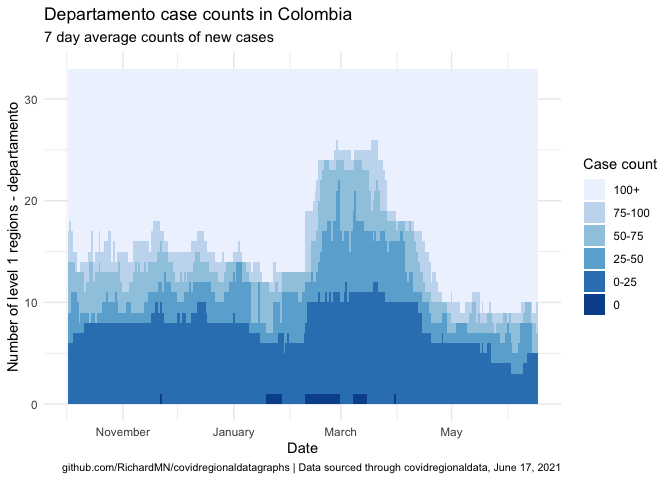 Departamento case counts in Colombia
7 day average counts of new cases
Number of level 1 regions - departamento
30
20
10
0
November
January
March
May
Date
Case count
100+
75-100
50-75
25-50
0-25
0
github.com/RichardMN/covidregionaldatagraphs | Data sourced through covidregionaldata, June 17, 2021